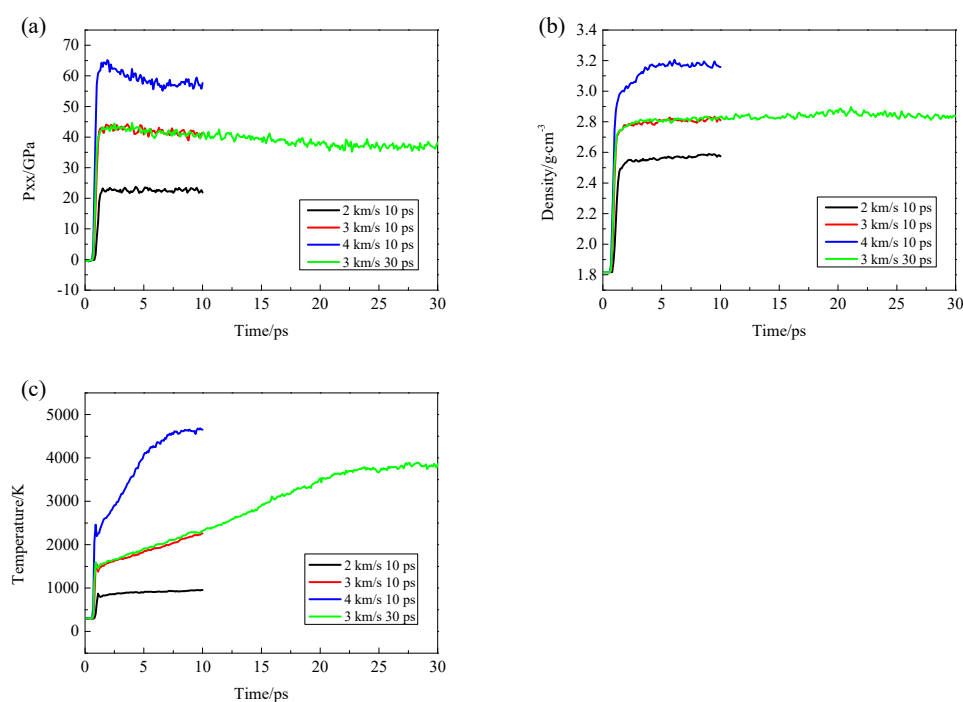 (a)
70
60
50
40
30
20
10
0
-10
Pxx/GPa
0 5 10 15 20 25 30
Time/ps
2 km/s 10 ps
3 km/s 10 ps
4 km/s 10 ps
3 km/s 30 ps
(b)
3.4
3.2
3.0
2.8
2.6
2.4
2.2
2.0
1.8
Density/g·cm⁻³
0 5 10 15 20 25 30
Time/ps
2 km/s 10 ps
3 km/s 10 ps
4 km/s 10 ps
3 km/s 30 ps
(c)
5000
4000
3000
2000
1000
0
Temperature/K
0 5 10 15 20 25 30
Time/ps
2 km/s 10 ps
3 km/s 10 ps
4 km/s 10 ps
3 km/s 30 ps